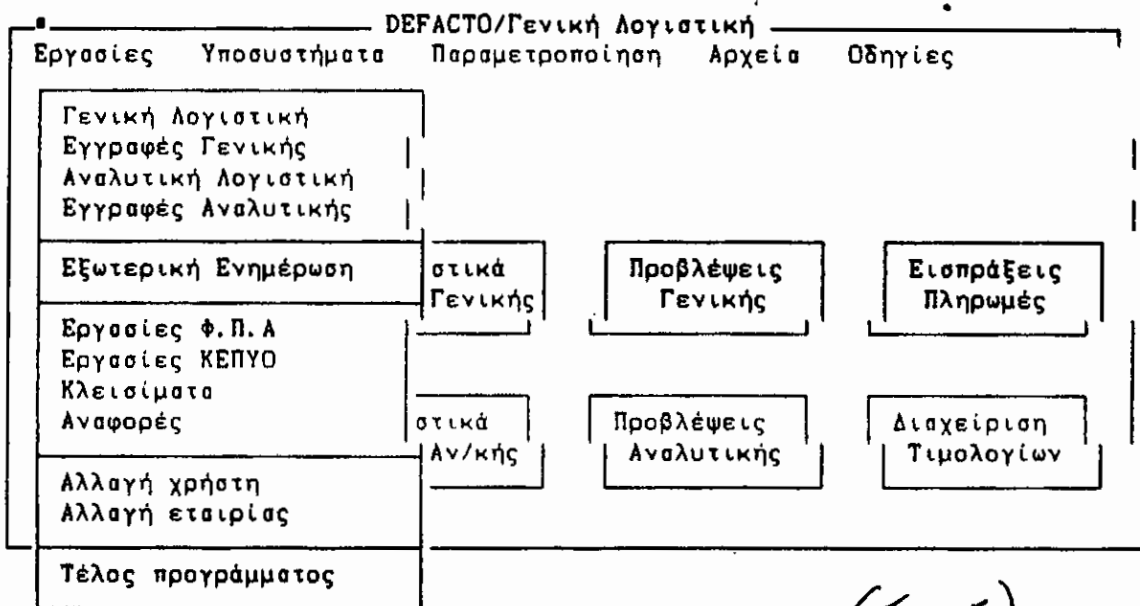 DEFACTO/Γενική Λογιστική
Εργασίες Υποσυστήματα Παραμετροποίηση Αρχεία Οδηγίες
Γενική Λογιστική
Εγγραφές Γενικής
Αναλυτική Λογιστική
Εγγραφές Αναλυτικής
Εξωτερική Ενημέρωση
Εργασίες Φ.Π.Α
Εργασίες ΚΕΠΥΟ
Κλεισίματα
Αναφορές
Αλλαγή χρήστη
Αλλαγή εταιρίας
Τέλος προγράμματος
στικά
Γενικής
Προβλέψεις
Γενικής
Εισπράξεις
Πληρωμές
στικά
Αν/κής
Προβλέψεις
Αναλυτικής
Διαχείριση
Τιμολογίων